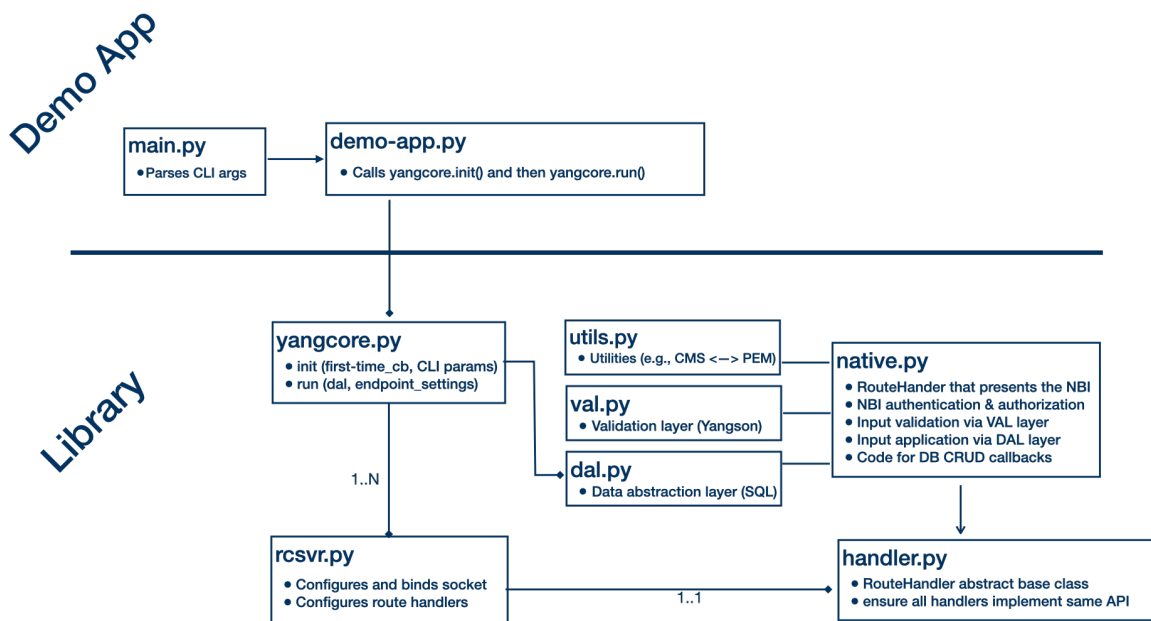 Demo App
main.py
•Parses CLI args
demo-app.py
• Calls yangcore.init() and then yangcore.run()
Library
yangcore.py
• init (first-time_cb, CLI params)
• run (dal, endpoint_settings)
utils.py
• Utilities (e.g., CMS <—> PEM)
val.py
• Validation layer (Yangson)
dal.py
• Data abstraction layer (SQL)
native.py
• RouteHander that presents the NBI
• NBI authentication & authorization
• Input validation via VAL layer
• Input application via DAL layer
• Code for DB CRUD callbacks
1..N
rcsvr.py
• Configures and binds socket
• Configures route handlers
1..1
handler.py
• RouteHandler abstract base class
• ensure all handlers implement same API